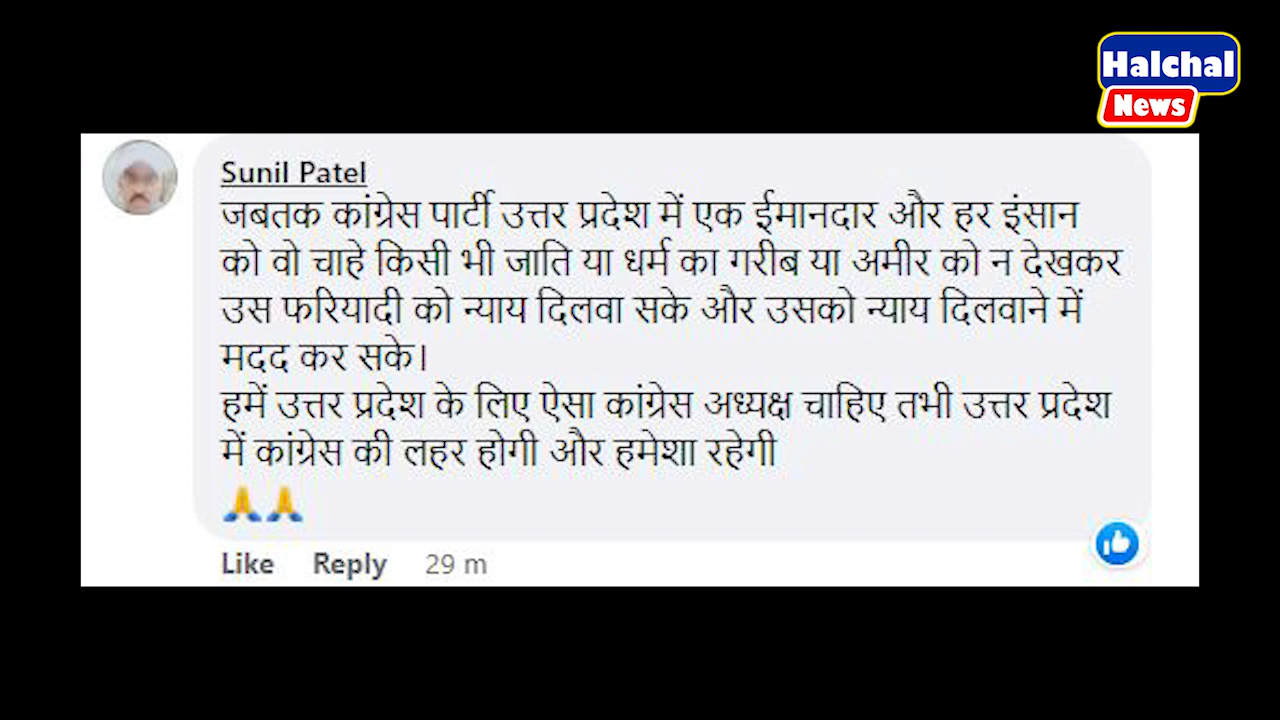 Halchal
News
Sunil Patel
जबतक कांग्रेस पार्टी उत्तर प्रदेश में एक ईमानदार और हर इंसान
को वो चाहे किसी भी जाति या धर्म का गरीब या अमीर को न देखकर
उस फरियादी को न्याय दिलवा सके और उसको न्याय दिलवाने में
मदद कर सके।
हमें उत्तर प्रदेश के लिए ऐसा कांग्रेस अध्यक्ष चाहिए तभी उत्तर प्रदेश
में कांग्रेस की लहर होगी और हमेशा रहेगी
🙏🙏
Like Reply 29 m